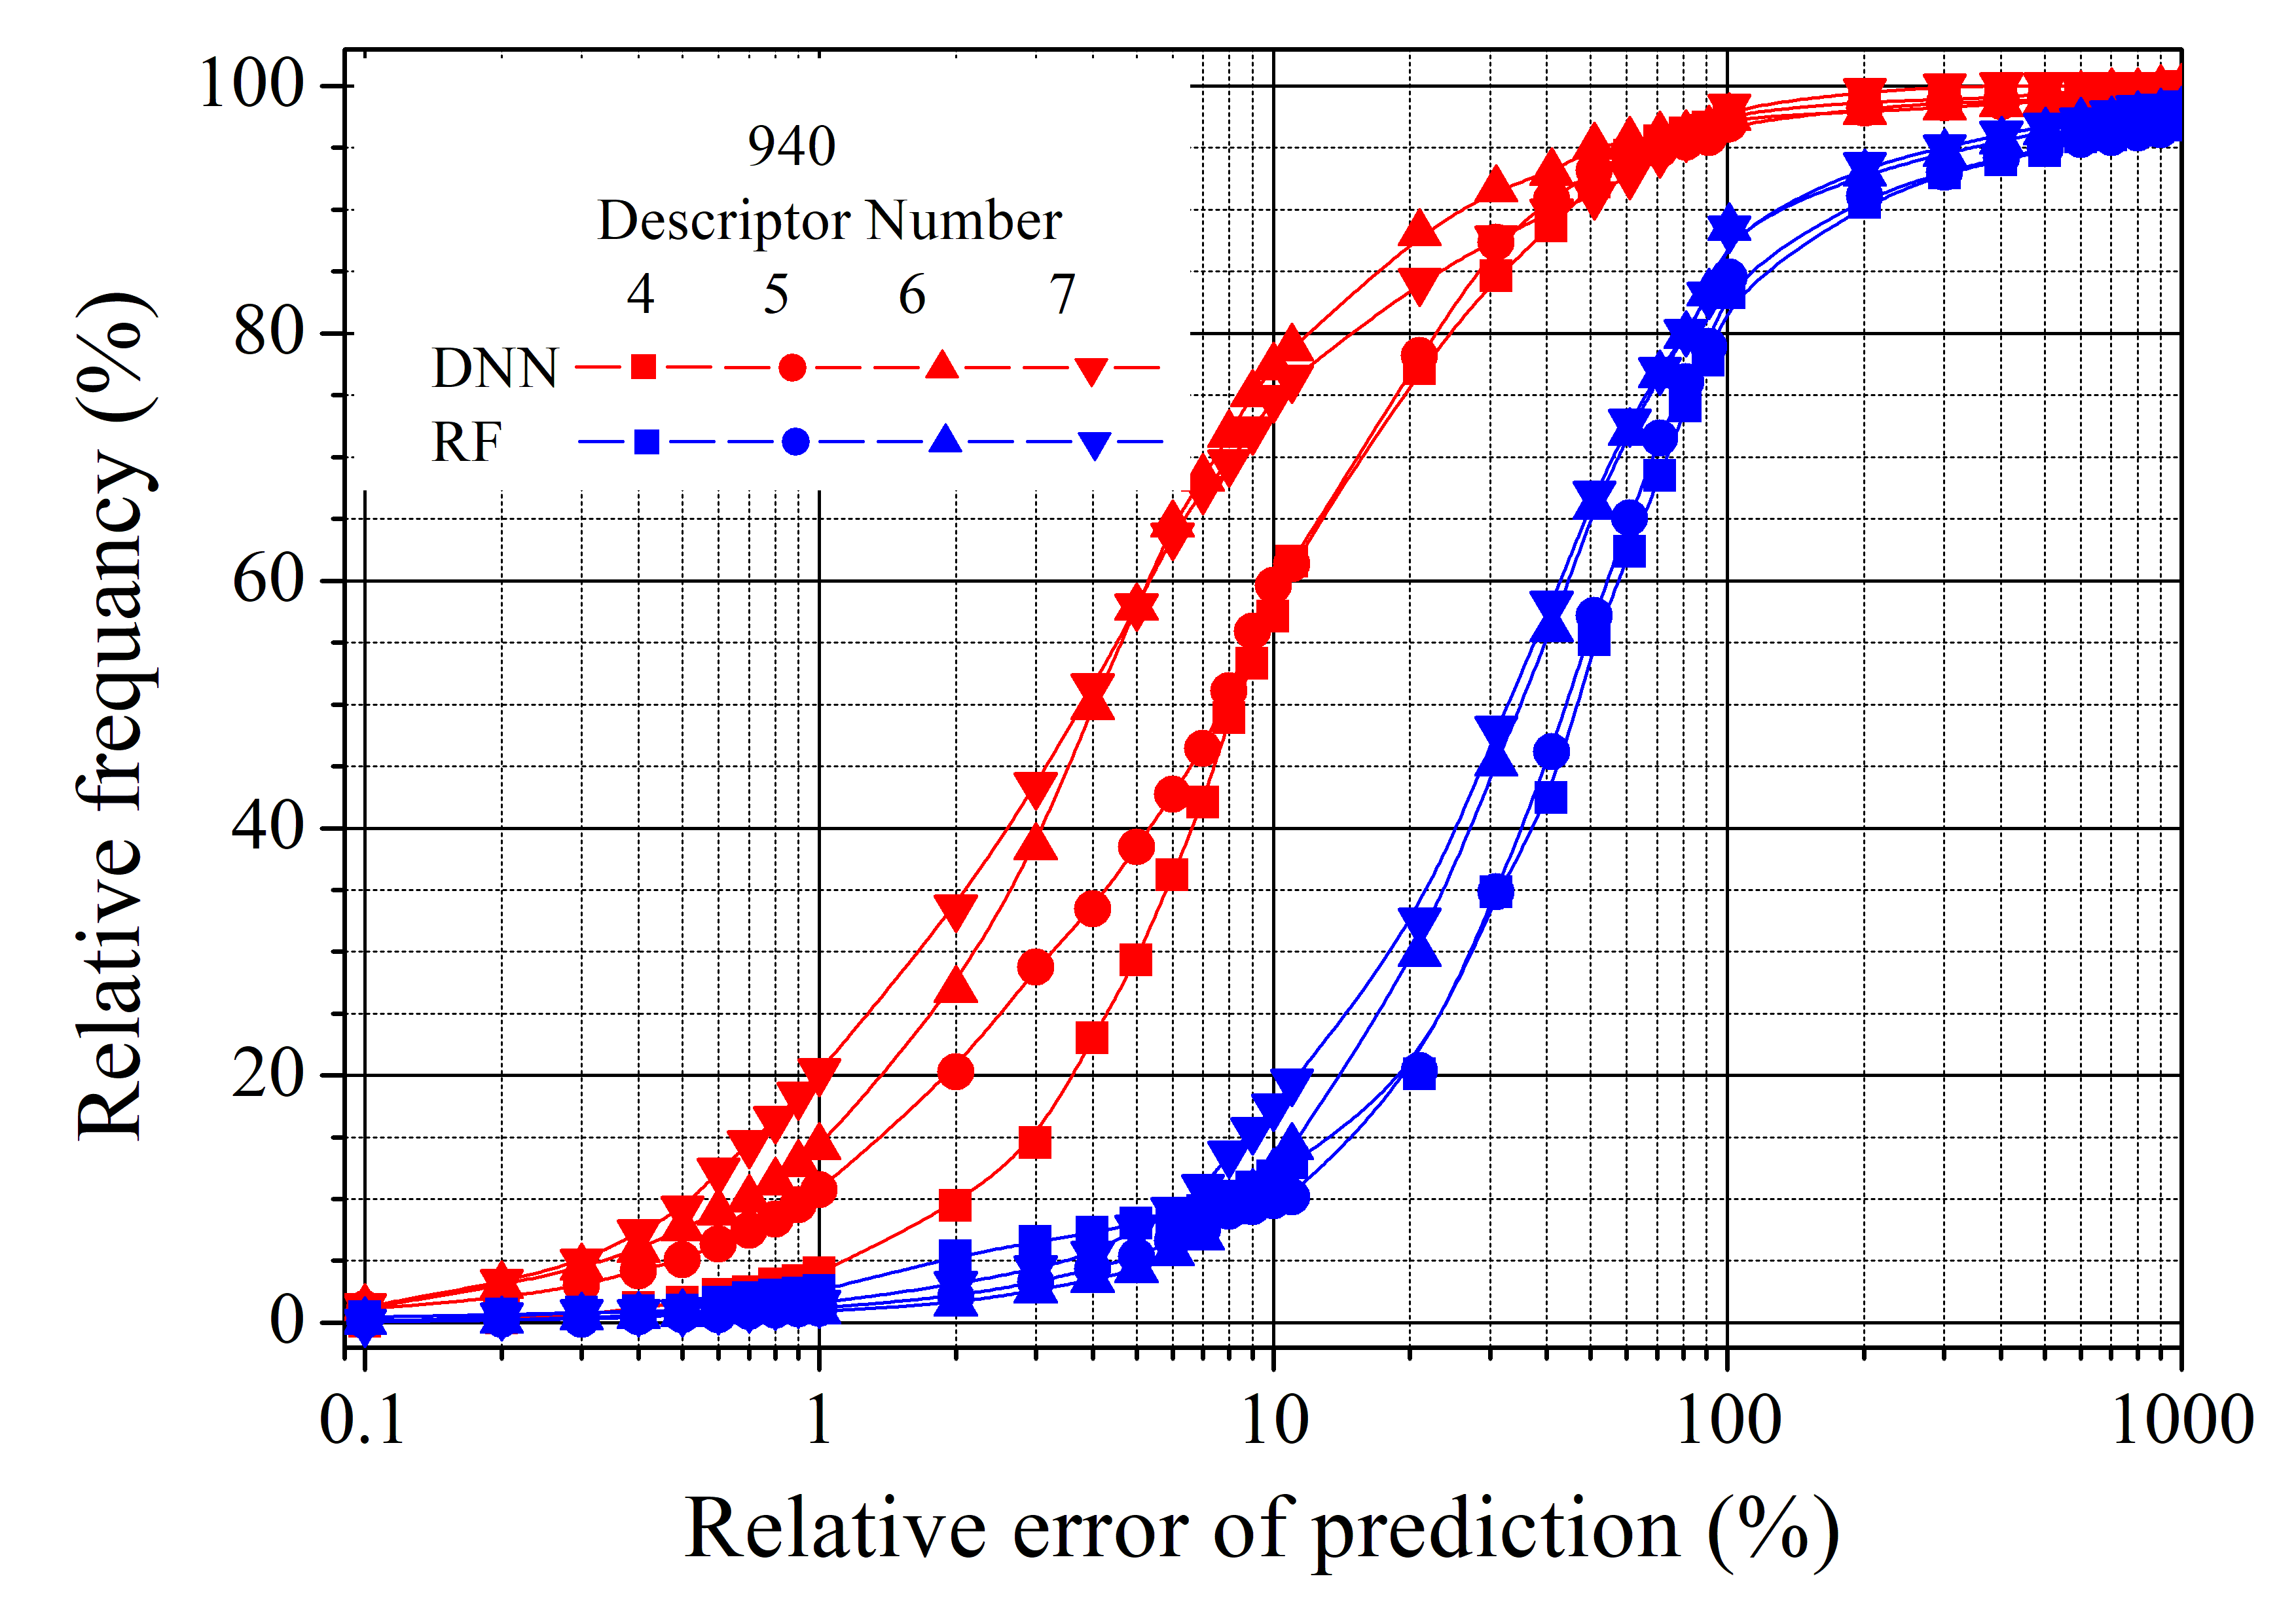 100
80
60
40
20
0
Relative frequancy (%)
940
Descriptor Number
4 5 6 7
DNN
RF
0.1 1 10 100 1000
Relative error of prediction (%)